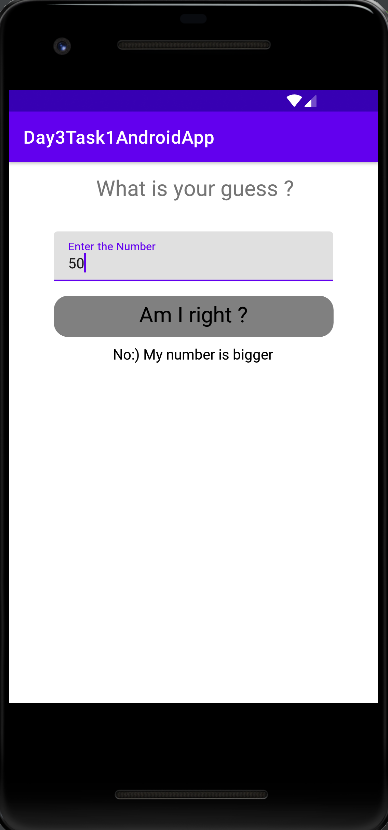 Day3Task1AndroidApp
What is your guess ?
Enter the Number
50
Am I right ?
No:) My number is bigger